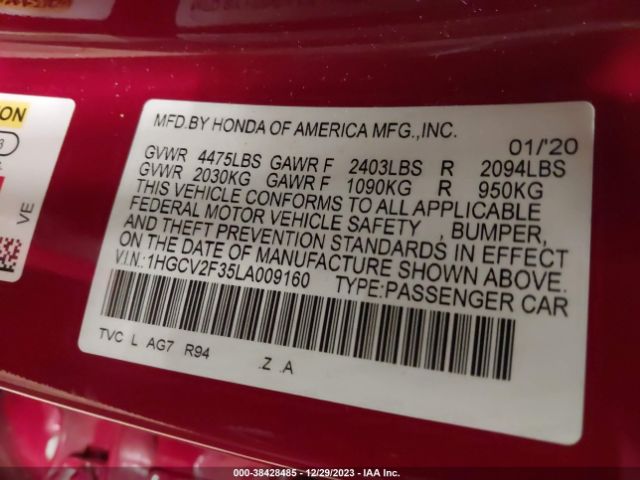 MFD.BY HONDA OF AMERICA MFG.,INC.
01/'20
GVWR 4475LBS GAWR F 2403LBS R 2094LBS
GVWR 2030KG GAWR F 1090KG R 950KG
THIS VEHICLE CONFORMS TO ALL APPLICABLE
FEDERAL MOTOR VEHICLE SAFETY , BUMPER,
AND THEFT PREVENTION STANDARDS IN EFFECT
ON THE DATE OF MANUFACTURE SHOWN ABOVE.
V.I.N.:1HGCV2F35LA009160 TYPE:PASSENGER CAR
TVC L AG7 R94 .Z .A
VE
000-38428485 - 12/29/2023 - IAA Inc.